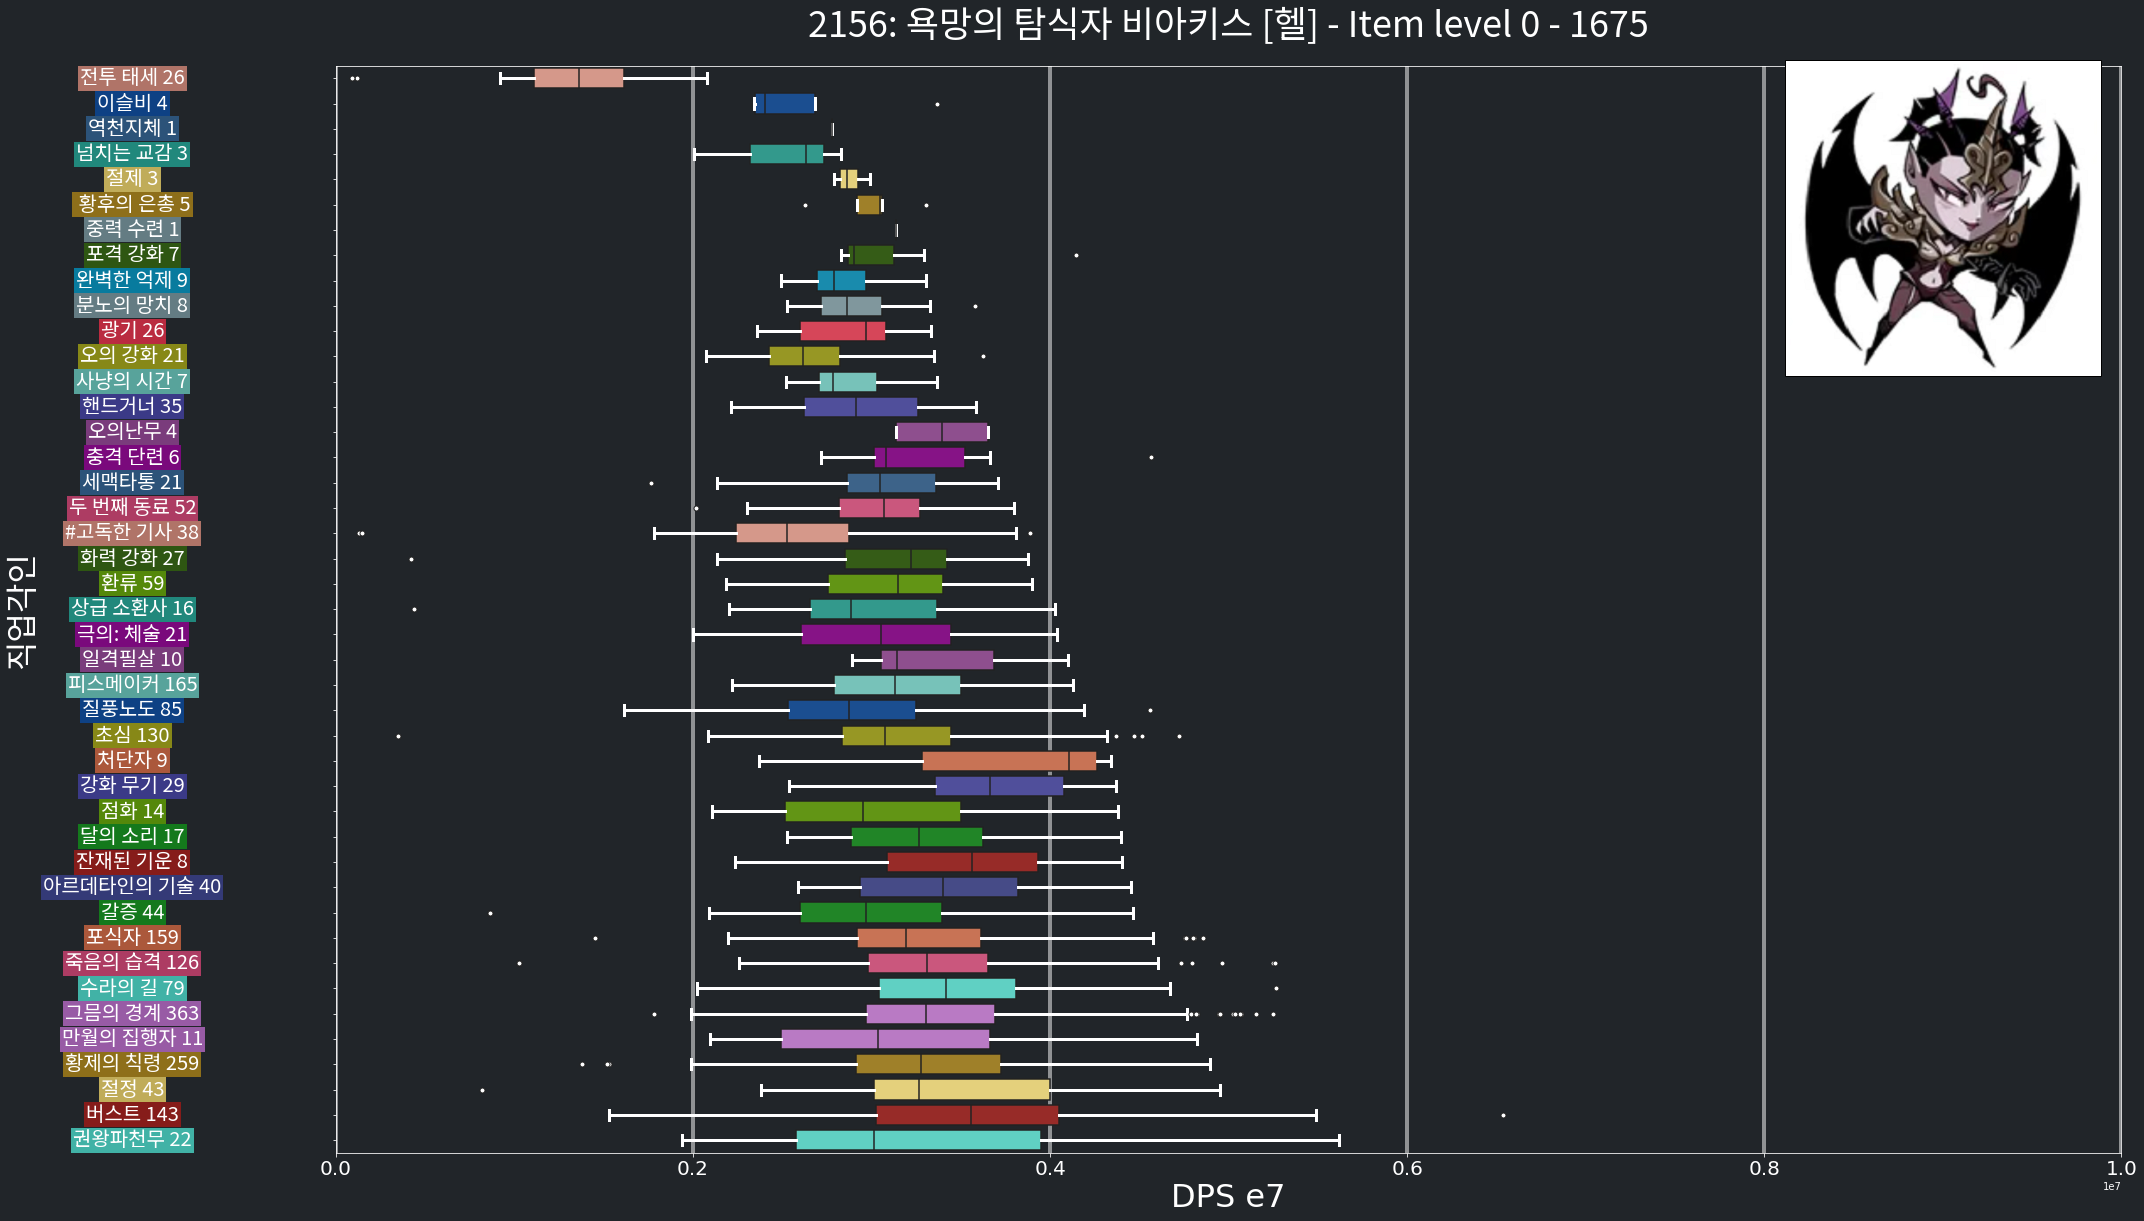 2156: 욕망의 탐식자 비아키스 [헬] - Item level 0 - 1675
직업각인
전투 태세 26
이슬비 4
역천지체 1
넘치는 교감 3
절제 3
황후의 은총 5
중력 수련 1
포격 강화 7
완벽한 억제 9
분노의 망치 8
광기 26
오의 강화 21
사냥의 시간 7
핸드거너 35
오의난무 4
충격 단련 6
세맥타통 21
두 번째 동료 52
#고독한 기사 38
화력 강화 27
환류 59
상급 소환사 16
극의: 체술 21
일격필살 10
피스메이커 165
질풍노도 85
초심 130
처단자 9
강화 무기 29
점화 14
달의 소리 17
잔재된 기운 8
아르데타인의 기술 40
갈증 44
포식자 159
죽음의 습격 126
수라의 길 79
그믐의 경계 363
만월의 집행자 11
황제의 칙령 259
절정 43
버스트 143
권왕파천무 22
0.0 0.2 0.4 0.6 0.8 1.0
1e7
DPS e7